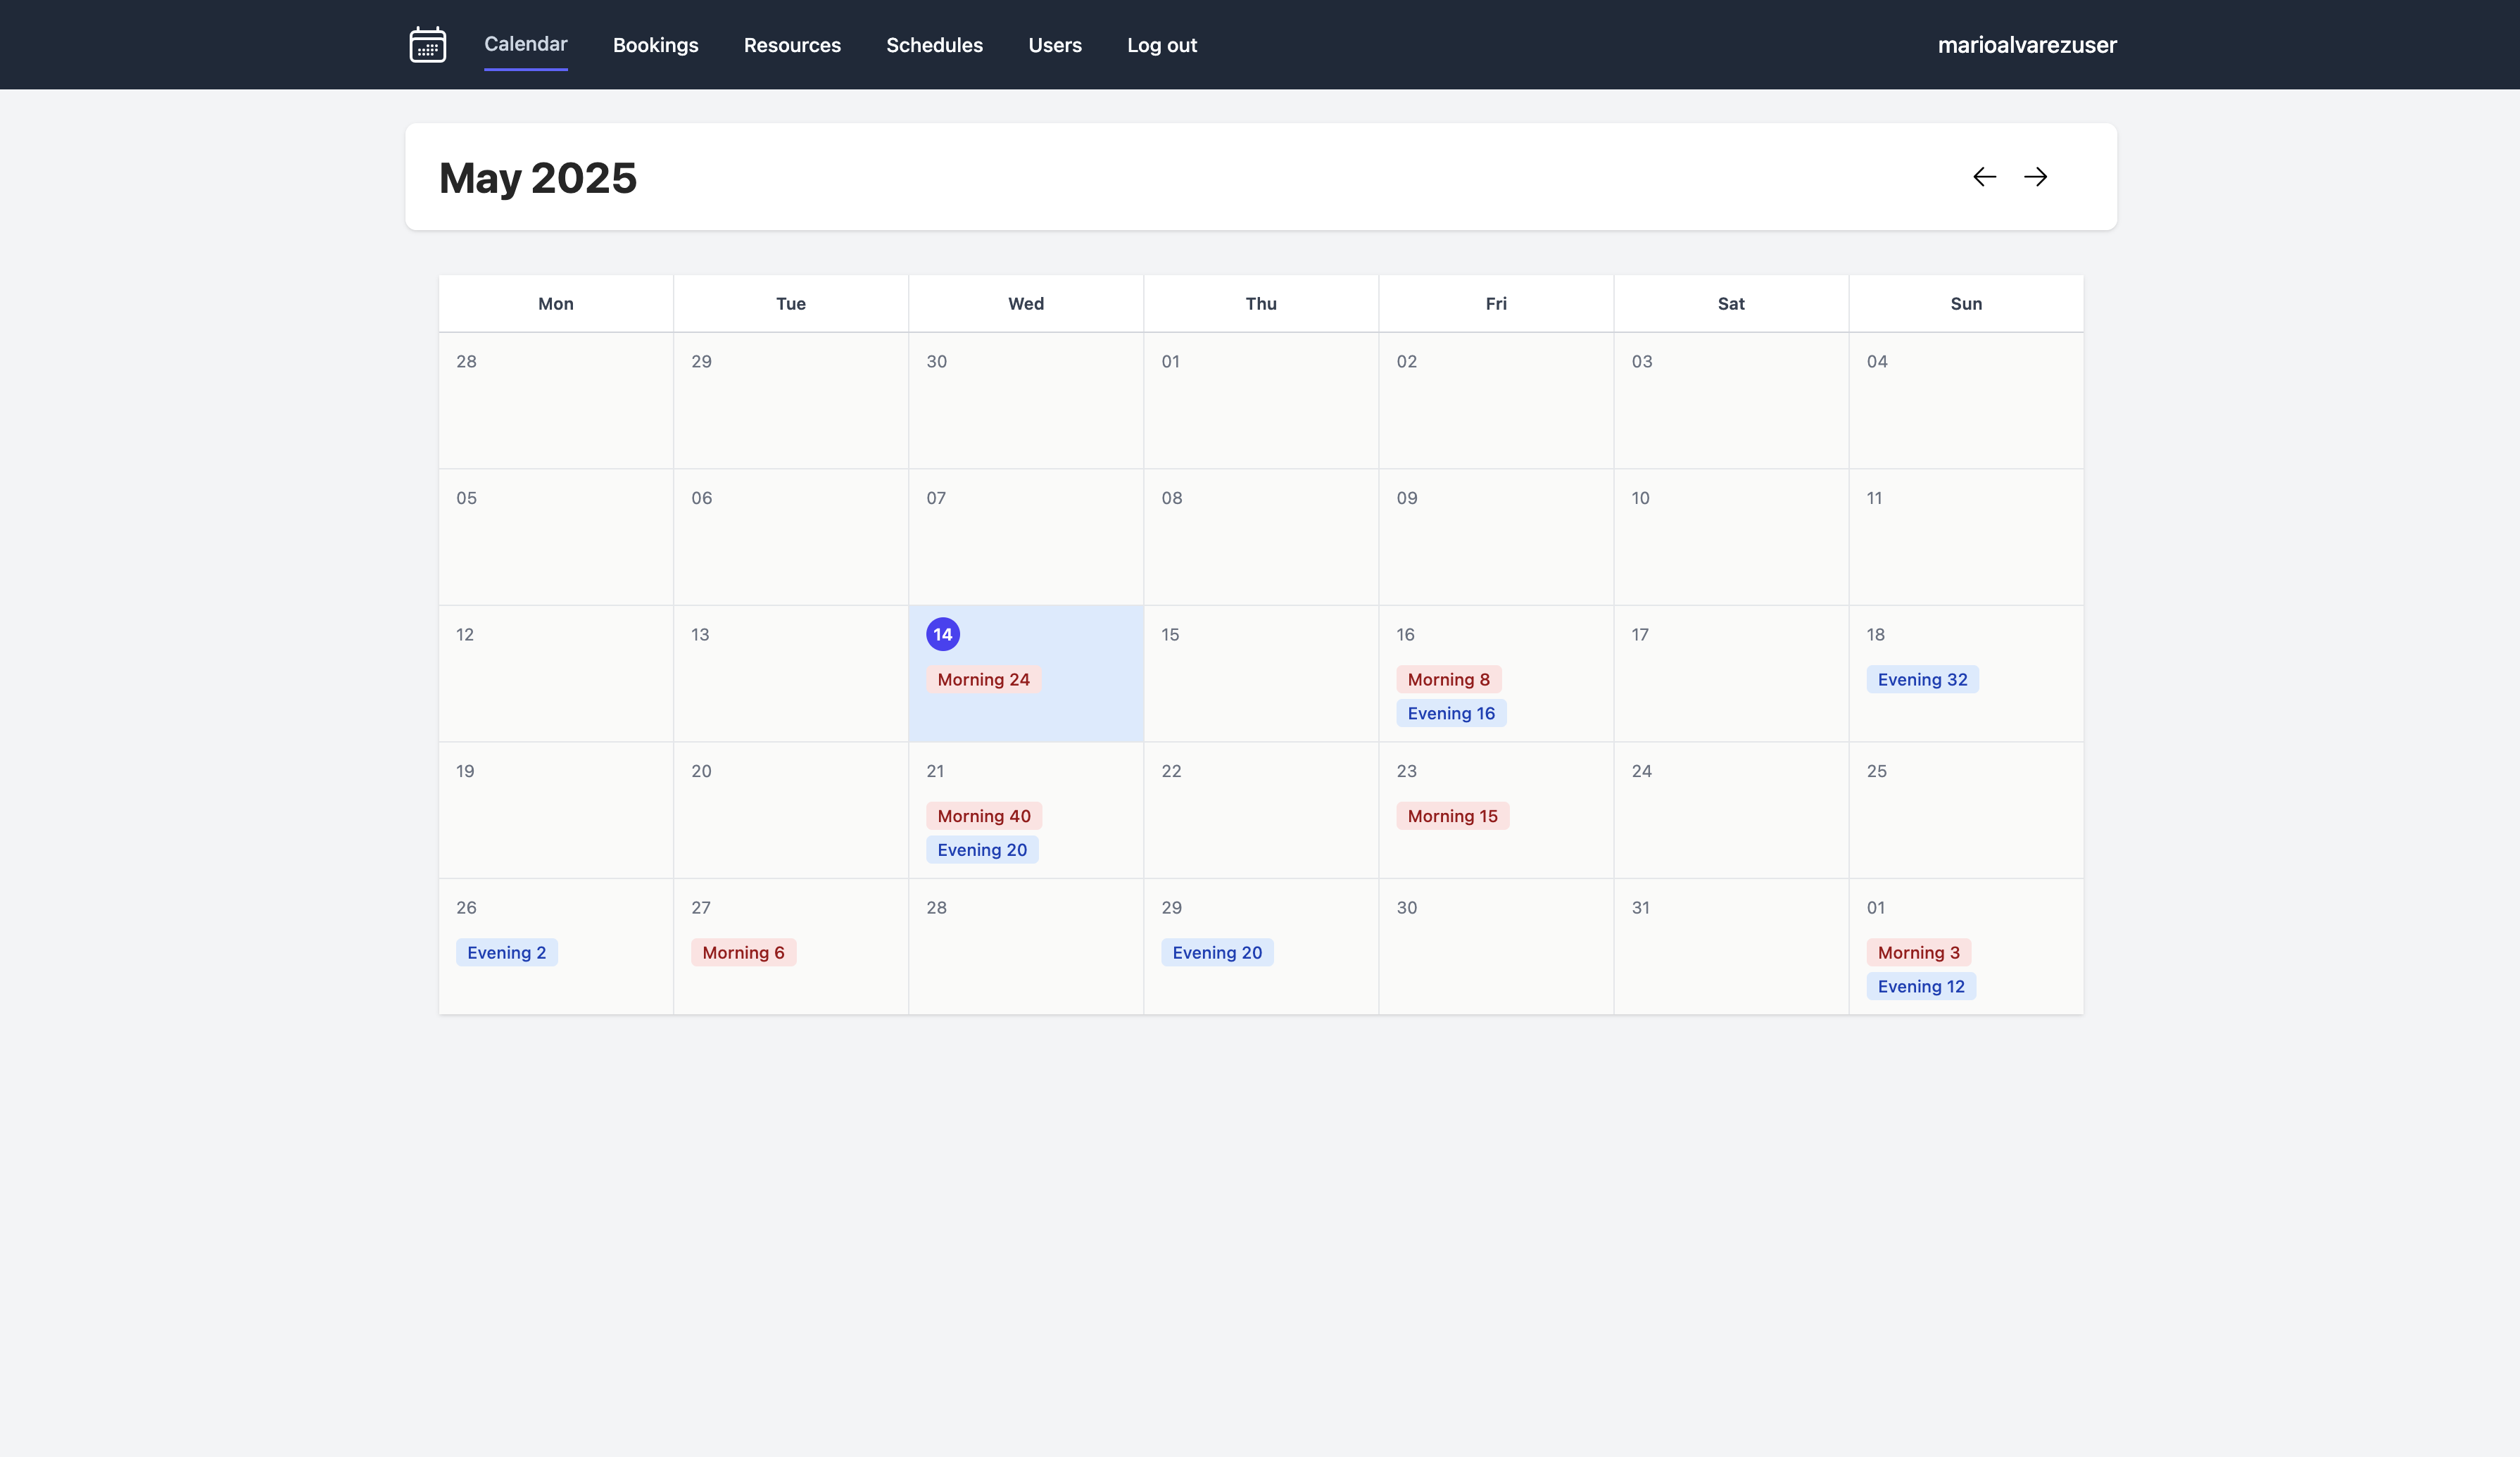 Calendar Bookings Resources Schedules Users Log out marioalvarezuser
May 2025
Mon Tue Wed Thu Fri Sat Sun
28 29 30 01 02 03 04
05 06 07 08 09 10 11
12 13 14 15 16 17 18
Morning 24 Morning 8 Evening 32
Evening 16
19 20 21 22 23 24 25
Morning 40 Morning 15
Evening 20
26 27 28 29 30 31 01
Evening 2 Morning 6 Evening 20 Morning 3
Evening 12